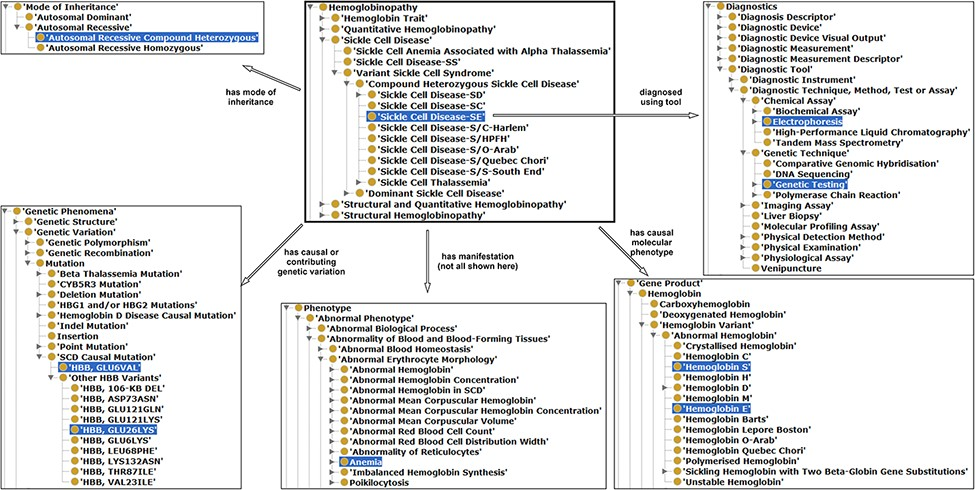 'Mode of Inheritance'
'Autosomal Dominant'
'Autosomal Recessive'
'Autosomal Recessive Compound Heterozygous'
'Autosomal Recessive Homozygous'
has mode of
inheritance
Hemoglobinopathy
'Hemoglobin Trait'
'Quantitative Hemoglobinopathy'
'Sickle Cell Disease'
'Sickle Cell Anemia Associated with Alpha Thalassemia'
'Sickle Cell Disease-SS'
'Variant Sickle Cell Syndrome'
'Compound Heterozygous Sickle Cell Disease'
'Sickle Cell Disease-SD'
'Sickle Cell Disease-SC'
'Sickle Cell Disease-SE'
'Sickle Cell Disease-S/C-Harlem'
'Sickle Cell Disease-S/HPFH'
'Sickle Cell Disease-S/O-Arab'
'Sickle Cell Disease-S/Quebec Chori'
'Sickle Cell Disease-S/S-South End'
'Sickle Cell Thalassemia'
'Dominant Sickle Cell Disease'
'Structural and Quantitative Hemoglobinopathy'
'Structural Hemoglobinopathy'
diagnosed
using tool
Diagnostics
'Diagnosis Descriptor'
'Diagnostic Device'
'Diagnostic Device Visual Output'
'Diagnostic Measurement'
'Diagnostic Measurement Descriptor'
'Diagnostic Tool'
'Diagnostic Instrument'
'Diagnostic Technique, Method, Test or Assay'
'Chemical Assay'
'Biochemical Assay'
Electrophoresis
'High-Performance Liquid Chromatography'
'Tandem Mass Spectrometry'
'Genetic Technique'
'Comparative Genomic Hybridisation'
'DNA Sequencing'
'Genetic Testing'
'Polymerase Chain Reaction'
'Imaging Assay'
'Liver Biopsy'
'Molecular Profiling Assay'
'Physical Detection Method'
'Physical Examination'
'Physiological Assay'
Venipuncture
'Genetic Phenomena'
'Genetic Structure'
'Genetic Variation'
'Genetic Polymorphism'
'Genetic Recombination'
Mutation
'Beta Thalassemia Mutation'
'CYB5R3 Mutation'
'Deletion Mutation'
'HBG1 and/or HBG2 Mutations'
'Hemoglobin D Disease Causal Mutation'
'Indel Mutation'
Insertion
'Point Mutation'
'SCD Causal Mutation'
'HBB, GLU6VAL'
'Other HBB Variants'
'HBB, 106-KB DEL'
'HBB, ASP73ASN'
'HBB, GLU121GLN'
'HBB, GLU121LYS'
'HBB, GLU26LYS'
'HBB, GLU6LYS'
'HBB, LEU68PHE'
'HBB, LYS132ASN'
'HBB, THR87ILE'
'HBB, VAL23ILE'
has causal or
contributing
genetic variation
has manifestation
(not all shown here)
has causal
molecular
phenotype
Phenotype
'Abnormal Phenotype'
'Abnormal Biological Process'
'Abnormality of Blood and Blood-Forming Tissues'
'Abnormal Blood Homeostasis'
'Abnormal Erythrocyte Morphology'
'Abnormal Hemoglobin'
'Abnormal Hemoglobin Concentration'
'Abnormal Hemoglobin in SCD'
'Abnormal Mean Corpuscular Hemoglobin'
'Abnormal Mean Corpuscular Hemoglobin Concentration'
'Abnormal Mean Corpuscular Volume'
'Abnormal Red Blood Cell Count'
'Abnormal Red Blood Cell Distribution Width'
'Abnormality of Reticulocytes'
Anemia
'Imbalanced Hemoglobin Synthesis'
Poikilocytosis
'Gene Product'
Hemoglobin
Carboxyhemoglobin
'Deoxygenated Hemoglobin'
'Hemoglobin Variant'
'Abnormal Hemoglobin'
'Crystallised Hemoglobin'
'Hemoglobin C'
'Hemoglobin S'
'Hemoglobin H'
'Hemoglobin D'
'Hemoglobin M'
'Hemoglobin E'
'Hemoglobin Barts'
'Hemoglobin Lepore Boston'
'Hemoglobin O-Arab'
'Hemoglobin Quebec Chori'
'Polymerised Hemoglobin'
'Sickling Hemoglobin with Two Beta-Globin Gene Substitutions'
'Unstable Hemoglobin'